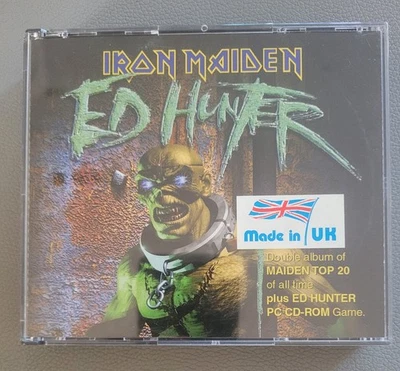 IRON MAIDEN
ED HUNTER
Made in UK
Double album of
MAIDEN TOP 20
of all time
plus ED HUNTER
PC CD-ROM Game.